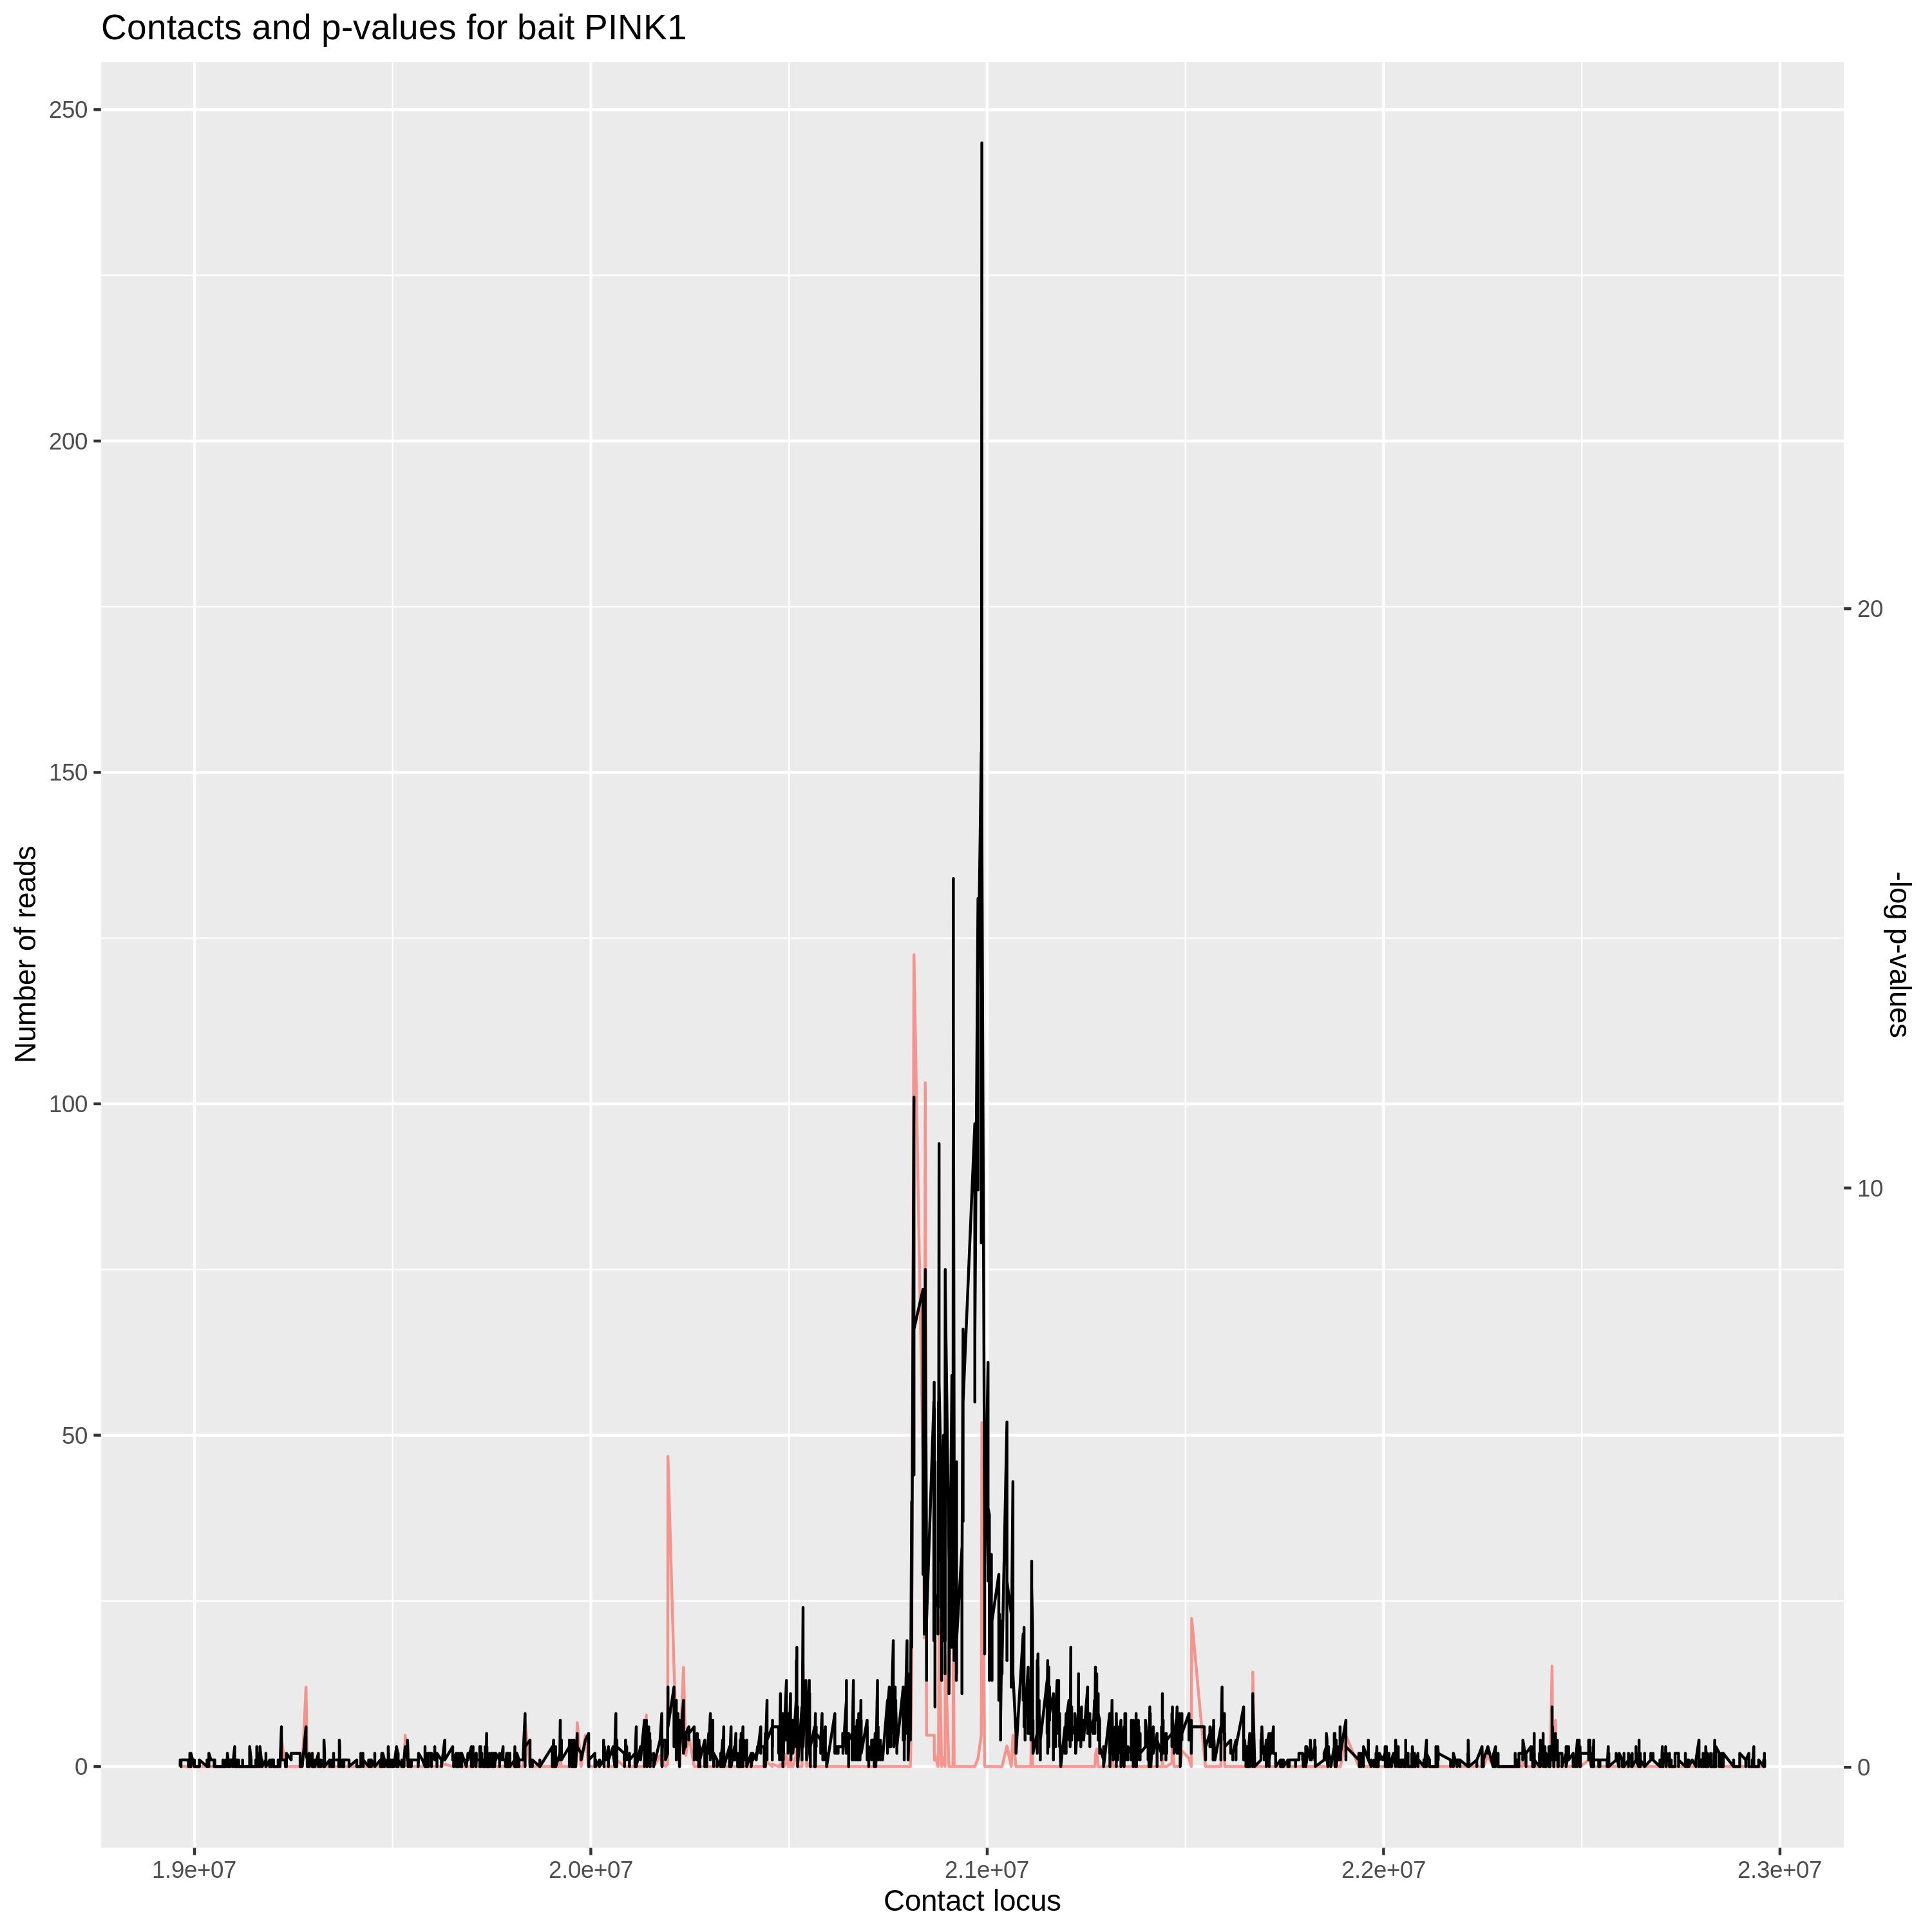 Contacts and p-values for bait PINK1
250
200
150
100
50
0
Number of reads
20
10
0
-log p-values
1.9e+07
2.0e+07
2.1e+07
2.2e+07
2.3e+07
Contact locus